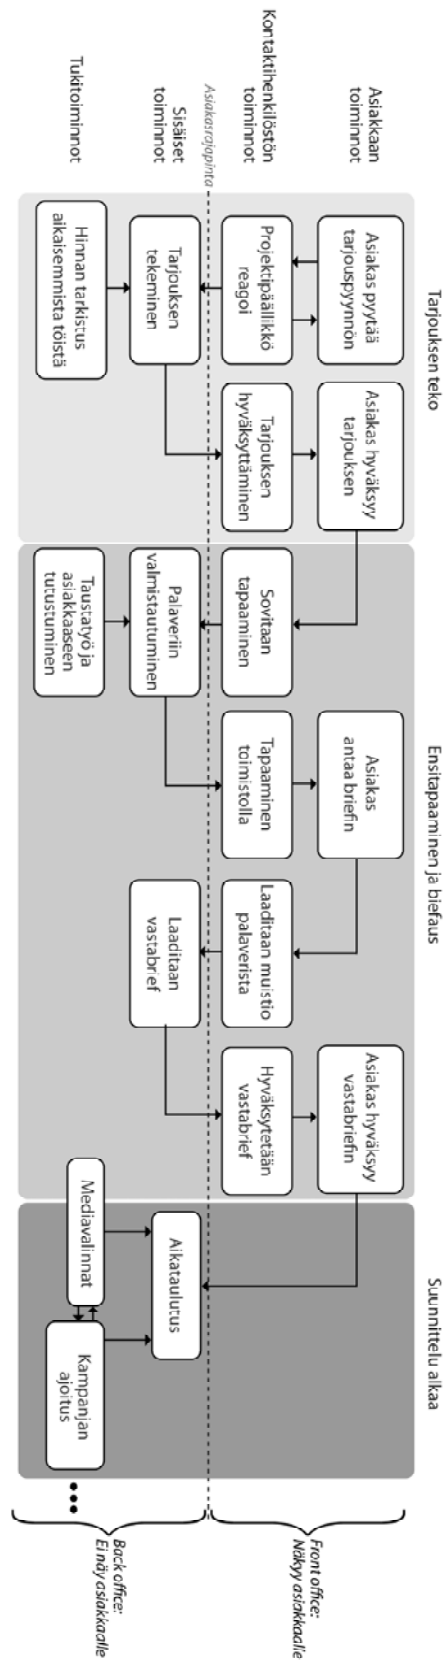 Tarjouksen teko
Ensitapaaminen ja biefaus
Suunnittelu alkaa
Asiakkaan
toiminnot
Asiakas pyytää
tarjouspyynnön
Asiakas hyväksyy
tarjouksen
Asiakas
antaa briefin
Asiakas hyväksyy
vastabriefin
Front office:
Näkyy asiakkaalle
Kontaktihenkilöstön
toiminnot
Projektipäällikkö
reagoi
Tarjouksen
hyväksyttäminen
Sovitaan
tapaaminen
Tapaaminen
toimistolla
Laaditaan muistio
palaverista
Hyväksytetään
vastabrief
Asiakasrajapinta
Sisäiset
toiminnot
Tarjouksen
tekeminen
Palaveriin
valmistautuminen
Laaditaan
vastabrief
Aikataulutus
Back office:
Ei näy asiakkaalle
Tukitoiminnot
Hinnan tarkistus
aikaisemmista töistä
Taustatyö ja
asiakkaaseen
tutustuminen
Mediavalinnat
Kampanjan
ajoitus
...